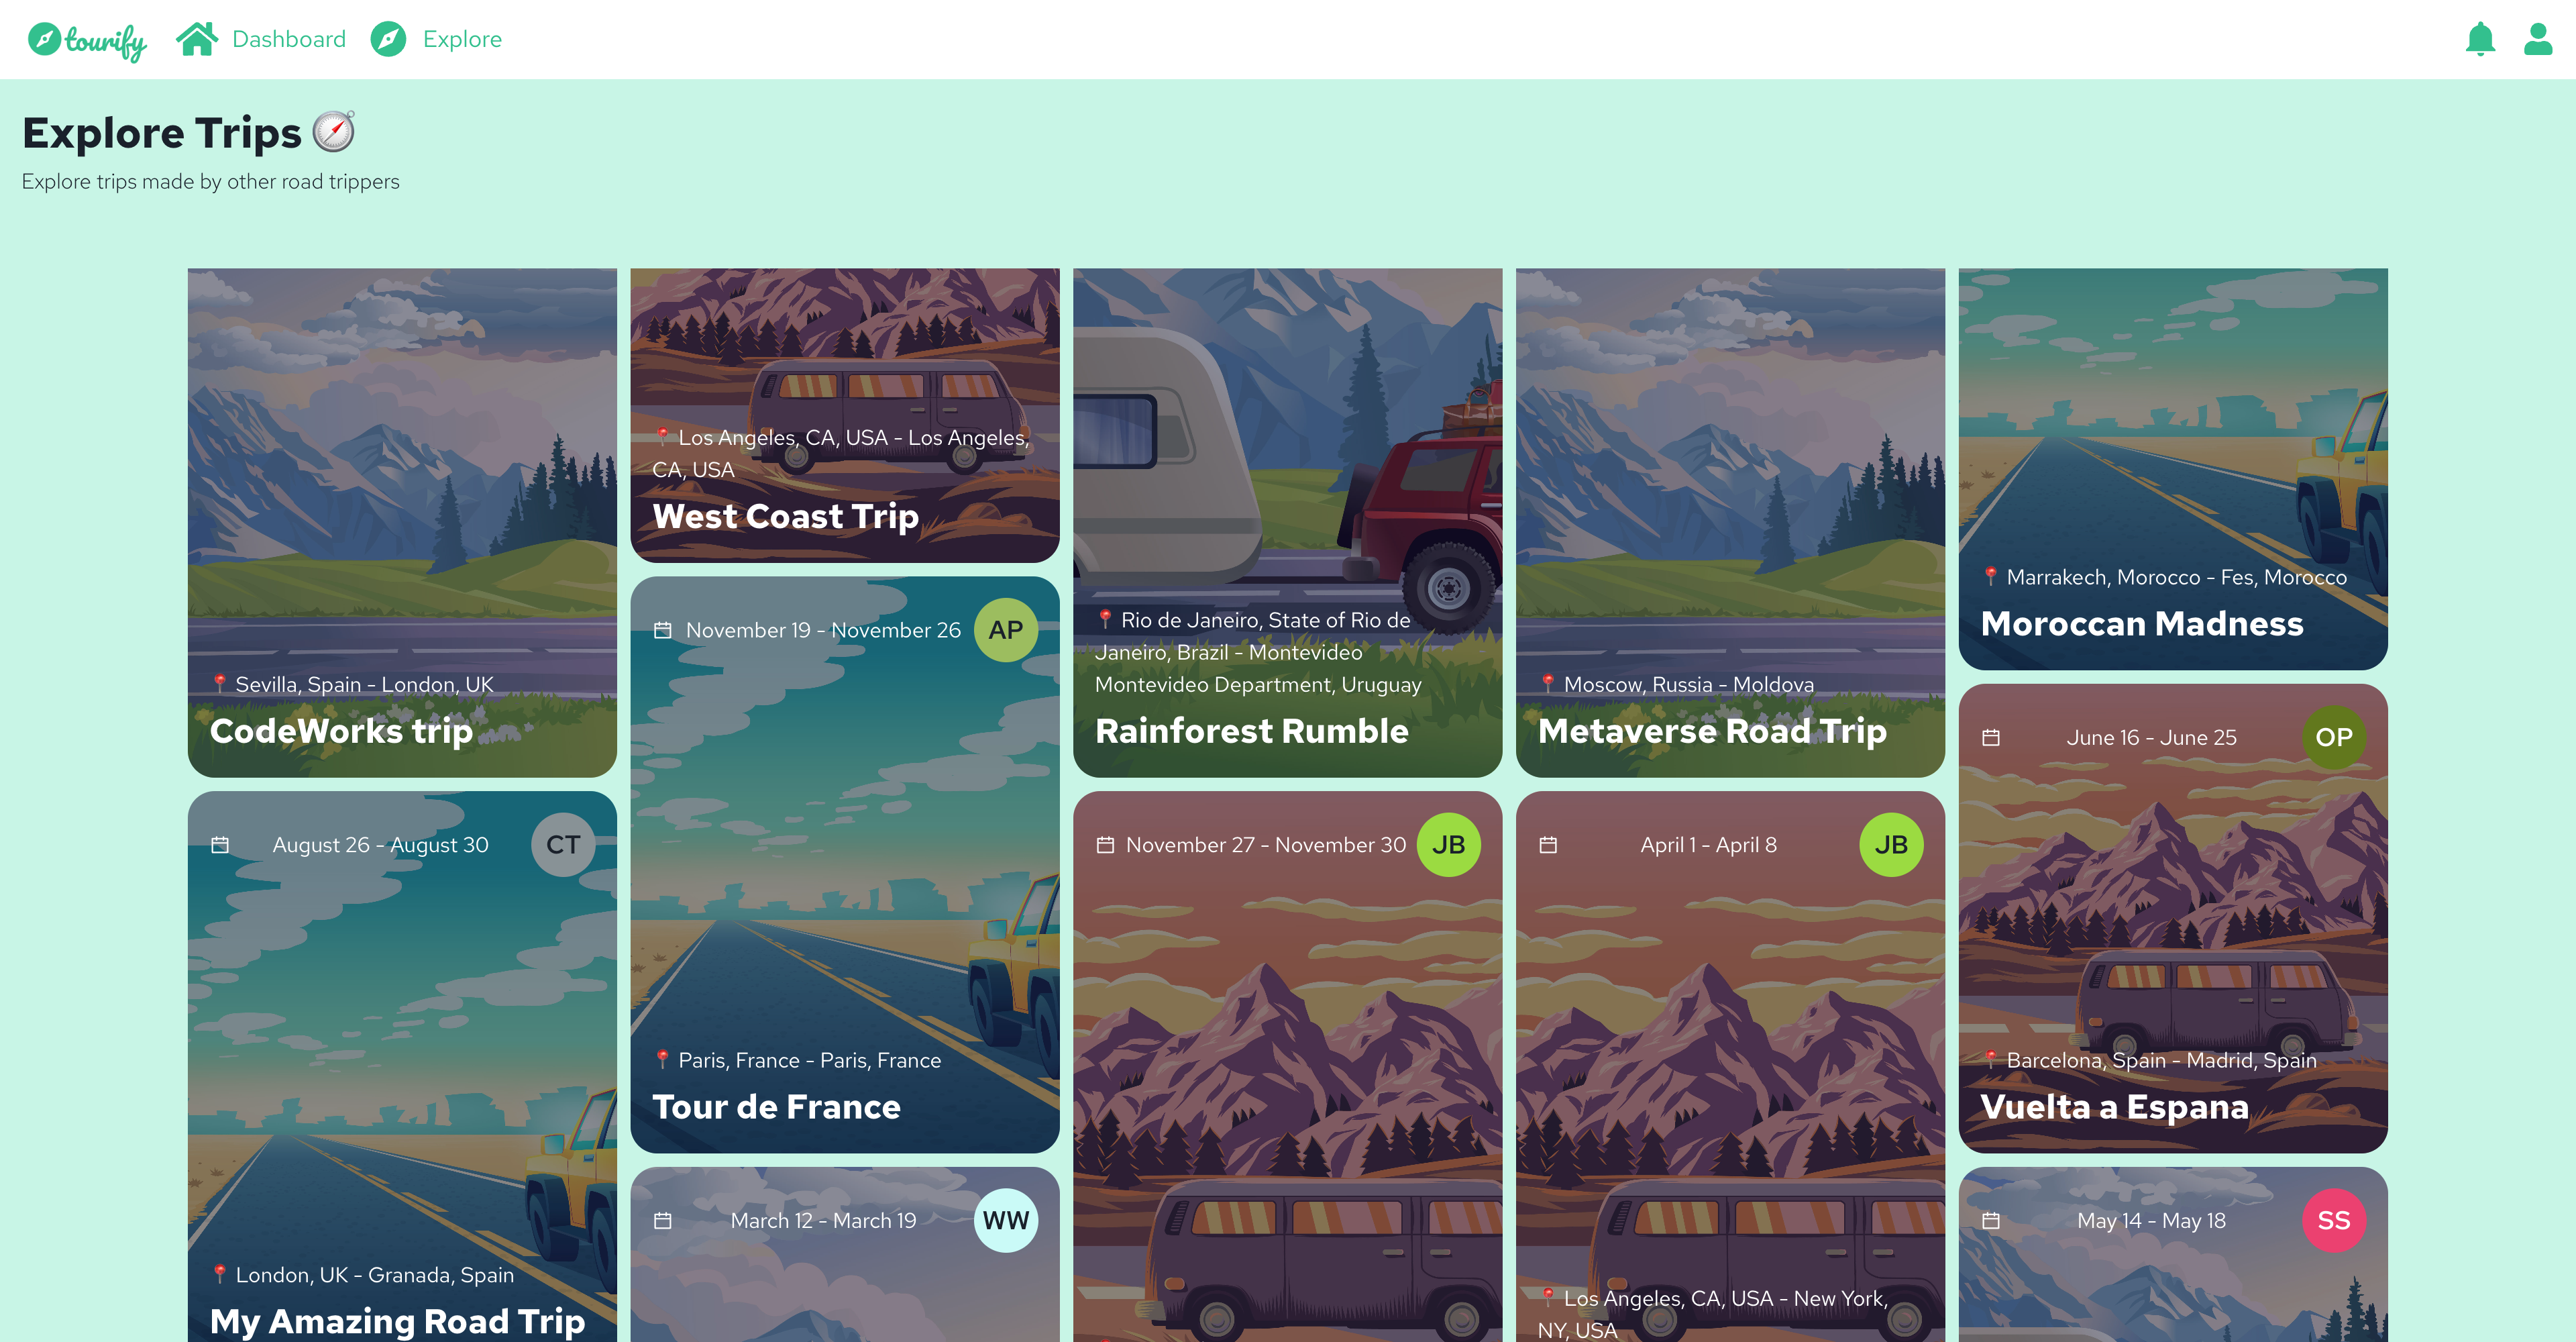 tourify
Dashboard
Explore
Explore Trips
Explore trips made by other road trippers
Sevilla, Spain - London, UK
CodeWorks trip
August 26 - August 30
CT
London, UK - Granada, Spain
My Amazing Road Trip
Los Angeles, CA, USA - Los Angeles,
CA, USA
West Coast Trip
November 19 - November 26
AP
Paris, France - Paris, France
Tour de France
March 12 - March 19
WW
Rio de Janeiro, State of Rio de
Janeiro, Brazil - Montevideo
Montevideo Department, Uruguay
Rainforest Rumble
November 27 - November 30
JB
Moscow, Russia - Moldova
Metaverse Road Trip
April 1 - April 8
JB
Los Angeles, CA, USA - New York,
NY, USA
Marrakech, Morocco - Fes, Morocco
Moroccan Madness
June 16 - June 25
OP
Barcelona, Spain - Madrid, Spain
Vuelta a Espana
May 14 - May 18
SS